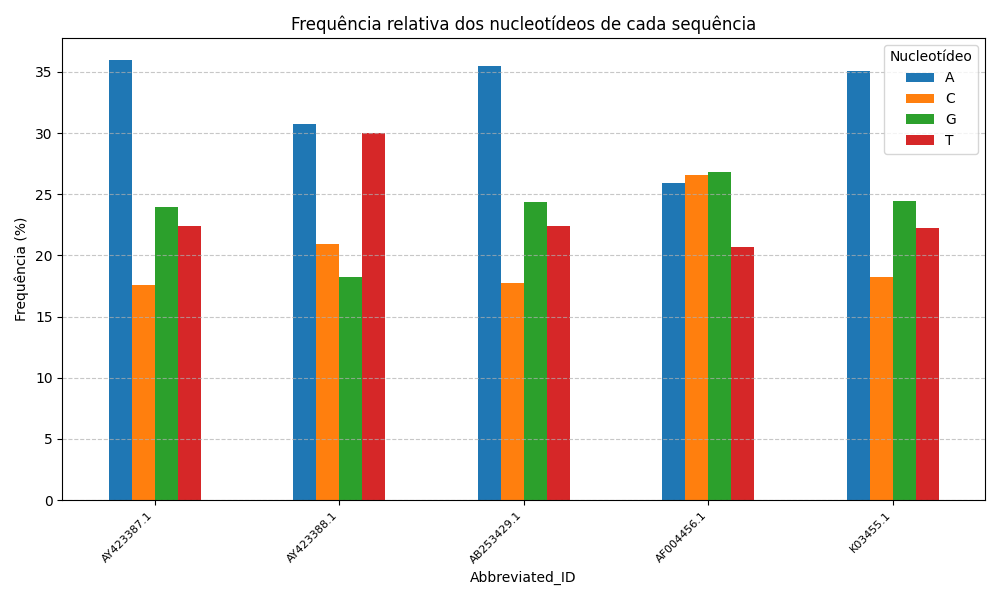 Frequência relativa dos nucleotídeos de cada sequência
Nucleotídeo
A
C
G
T
Frequência (%)
35
30
25
20
15
10
5
0
AY423387.1
AY423388.1
AB253429.1
AF004456.1
K03455.1
Abbreviated_ID